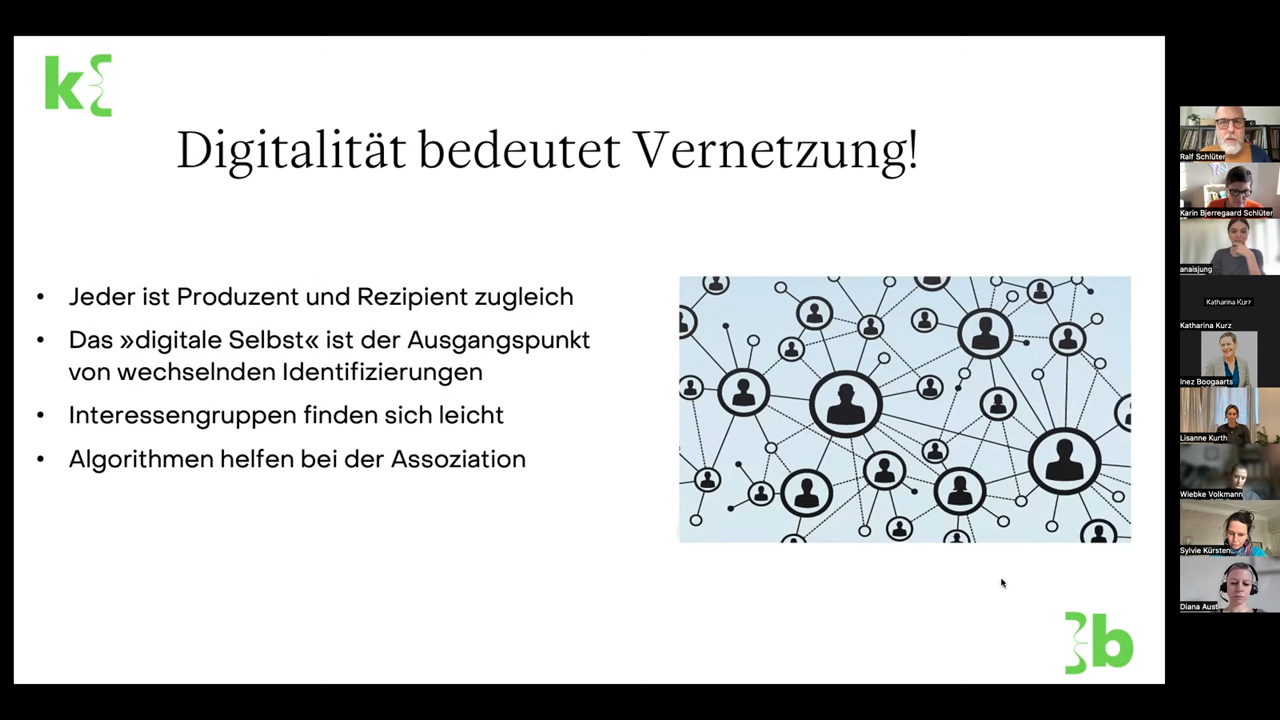 k
Digitalität bedeutet Vernetzung!
• Jeder ist Produzent und Rezipient zugleich
• Das »digitale Selbst« ist der Ausgangspunkt
von wechselnden Identifizierungen
• Interessengruppen finden sich leicht
• Algorithmen helfen bei der Assoziation
b
Ralf Schlüter
Karin Bjerregaard Schlüter
anaisjung
Katharina Kurz
Katharina Kurz
Inez Boogaarts
Lisanne Kurth
Wiebke Volkmann
Sylvie Kürsten
Diana Aust